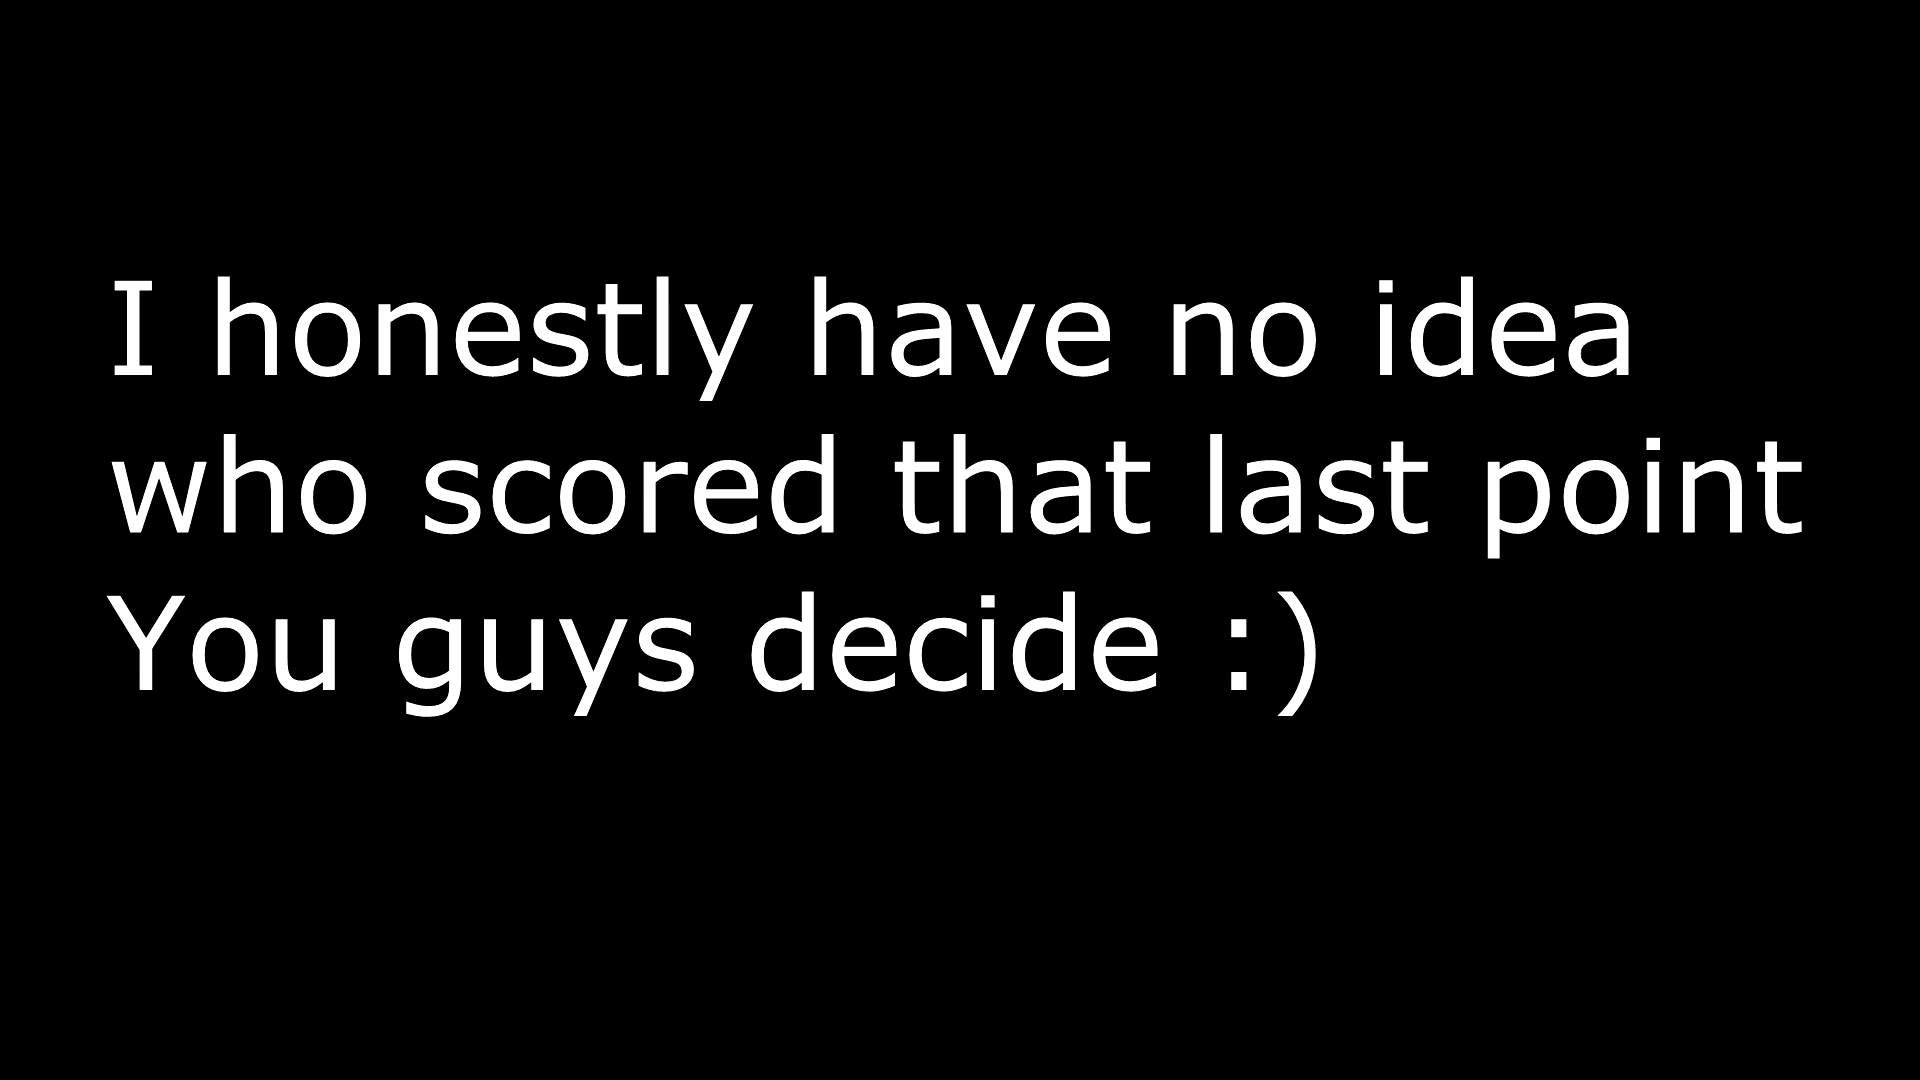 I honestly have no idea
who scored that last point
You guys decide :)